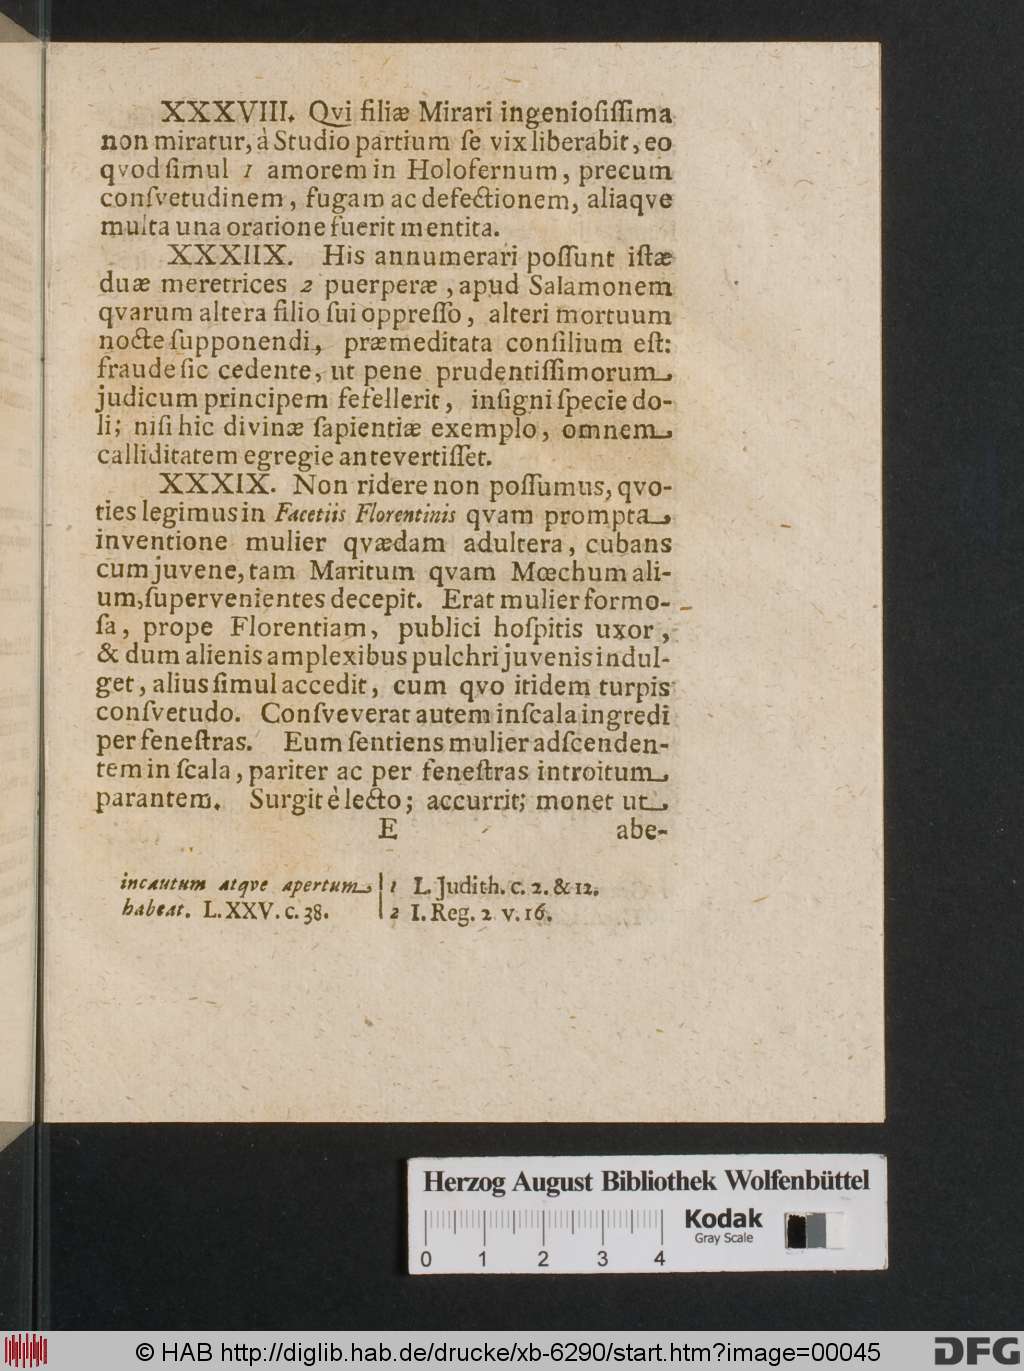 XXXVIII. Qvi filiæ Mirari ingenioſiſſima
non miratur, à Studio partium ſe vix liberabit, eo
qvod ſimul 1 amorem in Holofernum, precum
conſvetudinem, fugam ac defectionem, aliaqve
multa una oratione fuerit mentita.
XXXIIX. His annumerari poſſunt iſtæ
duæ meretrices 2 puerperæ, apud Salamonem
qvarum altera filio ſui oppreſſo, alteri mortuum
nocte ſupponendi, præmeditata conſilium eſt:
fraude ſic cedente, ut pene prudentiſſimorum
judicum principem fefellerit, inſigni ſpecie do-
li; niſi hic divinæ ſapientiæ exemplo, omnem
calliditatem egregie antevertiſſet.
XXXIX. Non ridere non poſſumus, qvo-
ties legimus in Facetiis Florentinis qvam prompta
inventione mulier qvædam adultera, cubans
cum juvene, tam Maritum qvam Mœchum ali-
um, ſupervenientes decepit. Erat mulier formo-
ſa, prope Florentiam, publici hoſpitis uxor,
& dum alienis amplexibus pulchri juvenis indul-
get, alius ſimul accedit, cum qvo itidem turpis
conſvetudo. Conſveverat autem in ſcala ingredi
per feneſtras. Eum ſentiens mulier adſcenden-
tem in ſcala, pariter ac per feneſtras introitum
parantem. Surgit è lecto; accurrit; monet ut
E abe-
incautum atqve apertum
habeat. L. XXV. c. 38.
1 L. Judith. c. 2. & 12.
2 I. Reg. 2 v. 16.
Herzog August Bibliothek Wolfenbüttel
Kodak
Gray Scale
0 1 2 3 4
© HAB http://diglib.hab.de/drucke/xb-6290/start.htm?image=00045
DFG